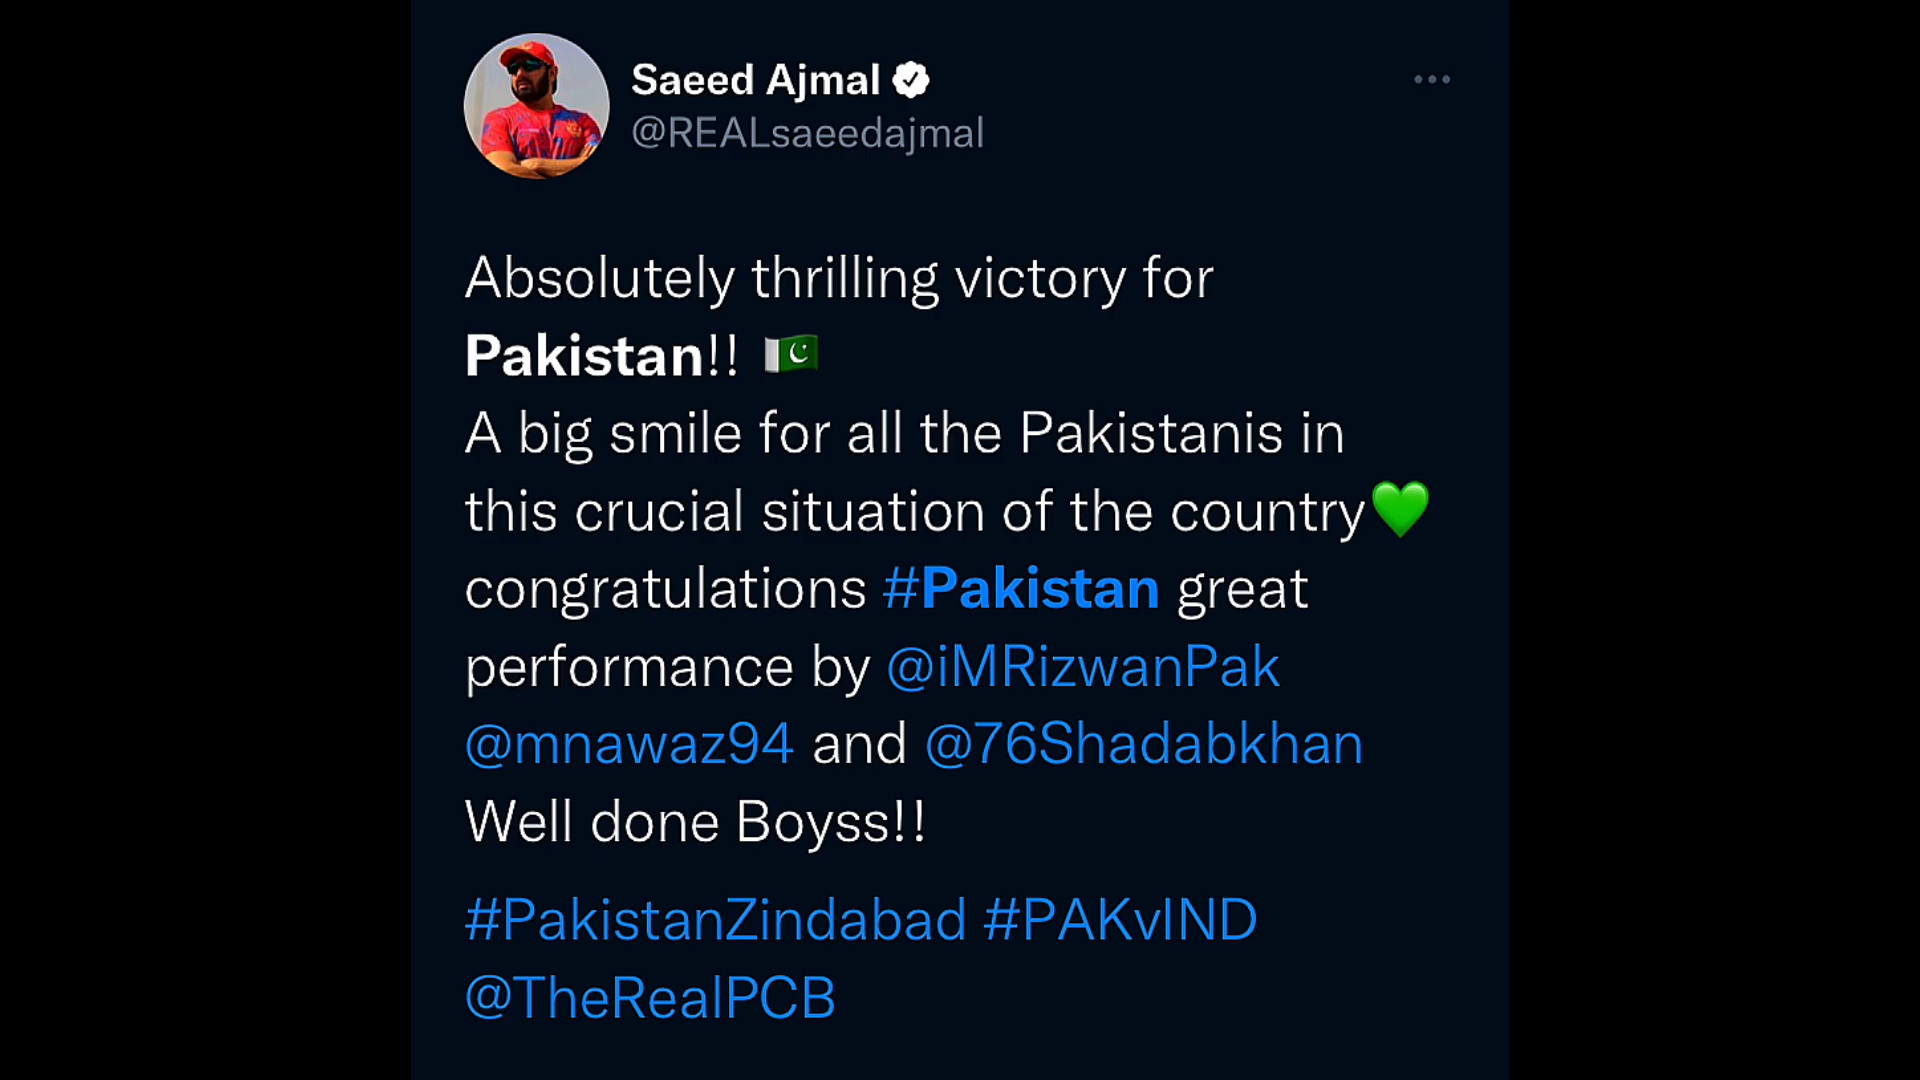 Saeed Ajmal
@REALsaeedajmal
Absolutely thrilling victory for
Pakistan!! 🇵🇰
A big smile for all the Pakistanis in
this crucial situation of the country💚
congratulations #Pakistan great
performance by @iMRizwanPak
@mnawaz94 and @76Shadabkhan
Well done Boyss!!
#PakistanZindabad #PAKvIND
@TheRealPCB